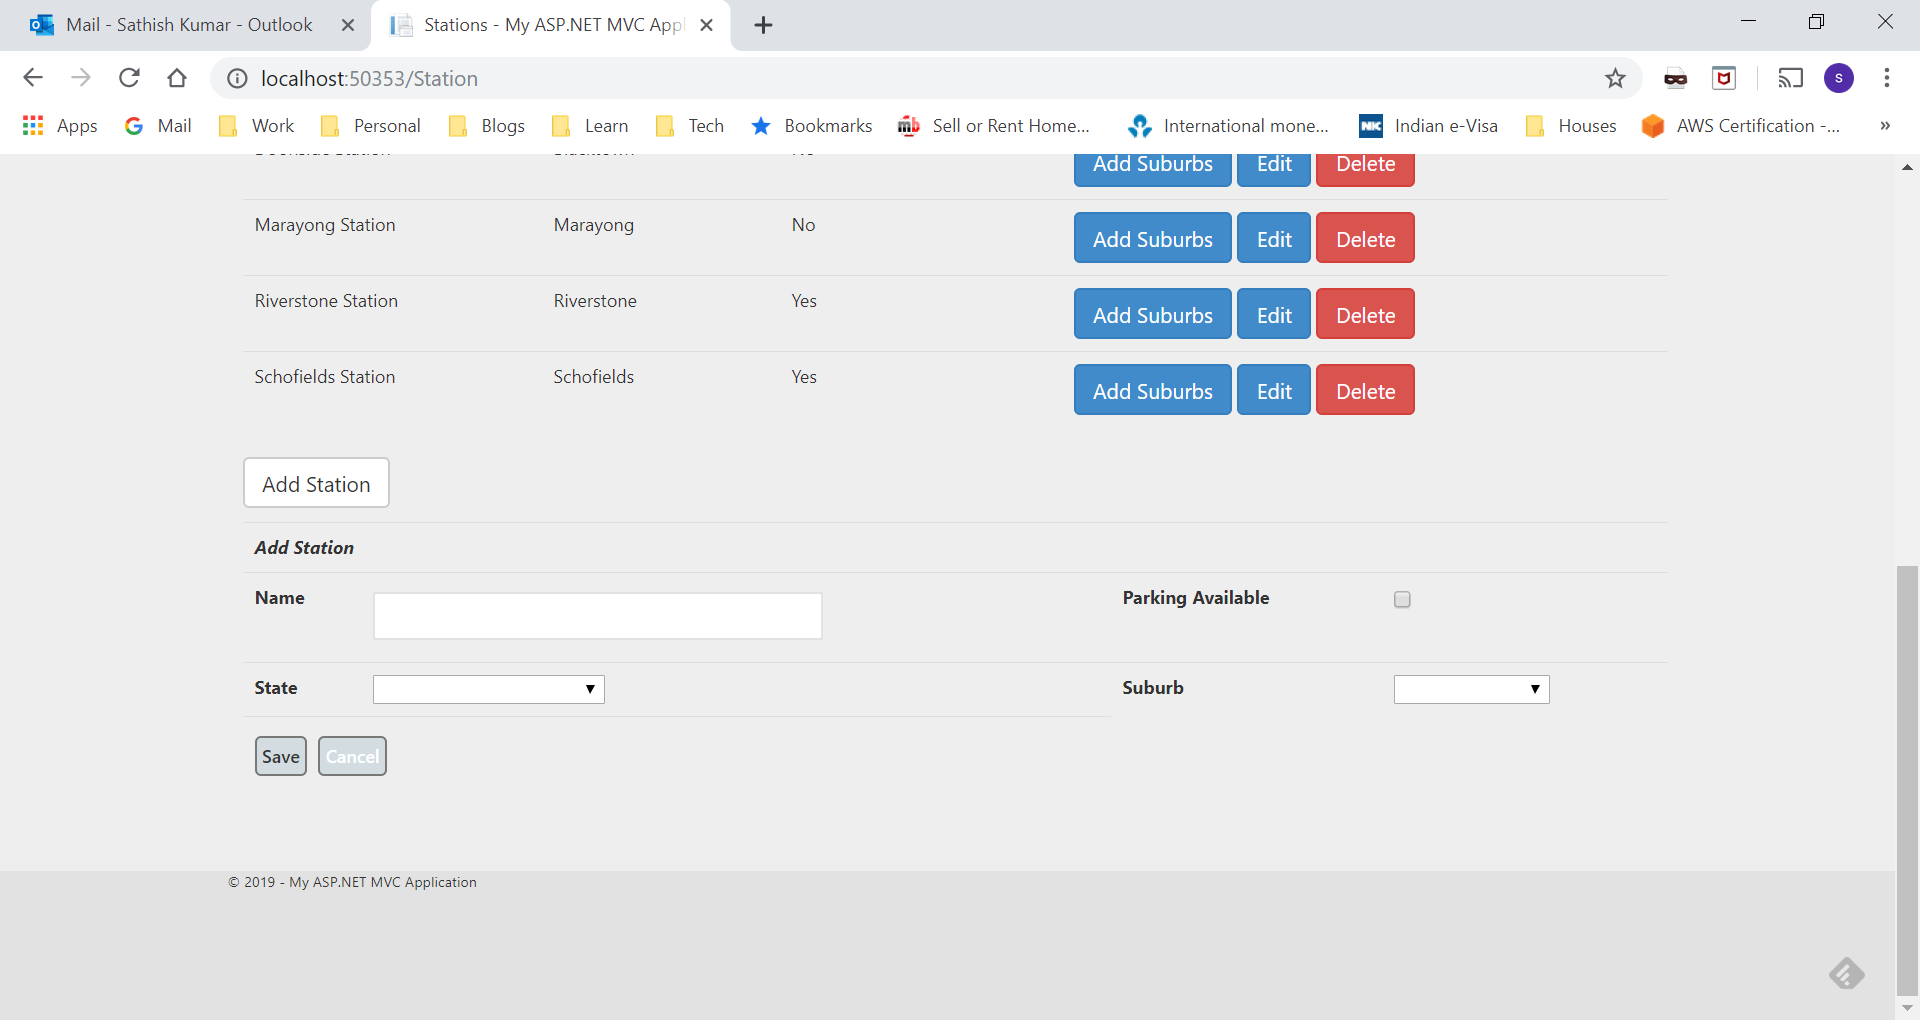 Mail - Sathish Kumar - Outlook
Stations - My ASP.NET MVC Appl
localhost:50353/Station
S
Apps Mail Work Personal Blogs Learn Tech Bookmarks mb Sell or Rent Home... International mone... NIC Indian e-Visa Houses AWS Certification -... »
Add Suburbs Edit Delete
Marayong Station Marayong No Add Suburbs Edit Delete
Riverstone Station Riverstone Yes Add Suburbs Edit Delete
Schofields Station Schofields Yes Add Suburbs Edit Delete
Add Station
Add Station
Name Parking Available
State Suburb
Save Cancel
© 2019 - My ASP.NET MVC Application